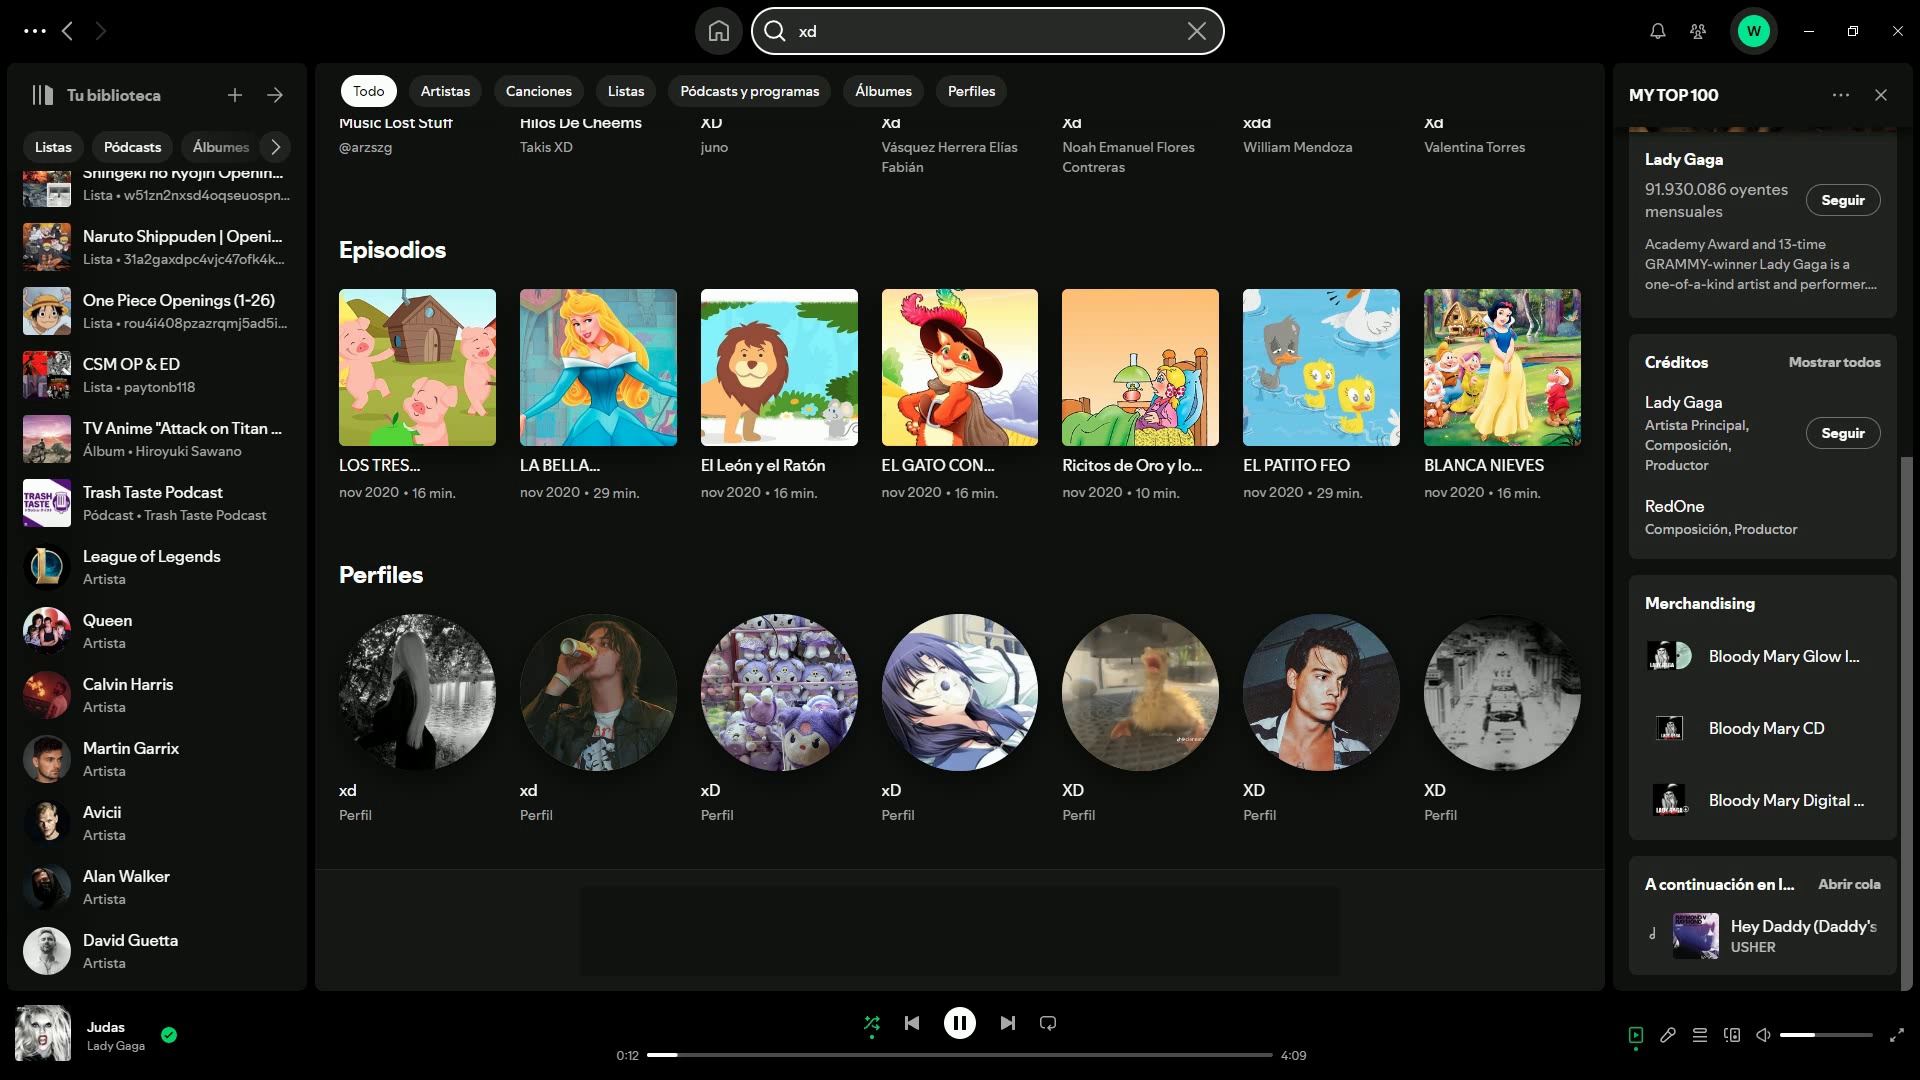 xd
W
Tu biblioteca
Listas
Pódcasts
Álbumes
Shingeki no Kyojin Openin...
Lista • w51zn2nxsd4oqseuospn...
Naruto Shippuden | Openi...
Lista • 31a2gaxdpc4vjc47ofk4k...
One Piece Openings (1-26)
Lista • rou4i408pzazrqmj5ad5i...
CSM OP & ED
Lista • paytonb118
TV Anime "Attack on Titan ...
Álbum • Hiroyuki Sawano
TRASH TASTE
Trash Taste Podcast
Pódcast • Trash Taste Podcast
League of Legends
Artista
Queen
Artista
Calvin Harris
Artista
Martin Garrix
Artista
Avicii
Artista
Alan Walker
Artista
David Guetta
Artista
Todo
Artistas
Canciones
Listas
Pódcasts y programas
Álbumes
Perfiles
Music Lost Stuff
@arzszg
Hilos De Cheems
Takis XD
XD
juno
Xd
Vásquez Herrera Elías
Fabián
Xd
Noah Emanuel Flores
Contreras
xdd
William Mendoza
Xd
Valentina Torres
Episodios
LOS TRES...
nov 2020 • 16 min.
LA BELLA...
nov 2020 • 29 min.
El León y el Ratón
nov 2020 • 16 min.
EL GATO CON...
nov 2020 • 16 min.
Ricitos de Oro y lo...
nov 2020 • 10 min.
EL PATITO FEO
nov 2020 • 29 min.
BLANCA NIEVES
nov 2020 • 16 min.
Perfiles
xd
Perfil
xd
Perfil
xD
Perfil
xD
Perfil
XD
Perfil
XD
Perfil
XD
Perfil
MY TOP 100
Lady Gaga
91.930.086 oyentes
mensuales
Seguir
Academy Award and 13-time
GRAMMY-winner Lady Gaga is a
one-of-a-kind artist and performer....
Créditos
Mostrar todos
Lady Gaga
Artista Principal,
Composición,
Productor
Seguir
RedOne
Composición, Productor
Merchandising
Bloody Mary Glow I...
Bloody Mary CD
Bloody Mary Digital ...
A continuación en l...
Abrir cola
Hey Daddy (Daddy's
USHER
Judas
Lady Gaga
0:12
4:09